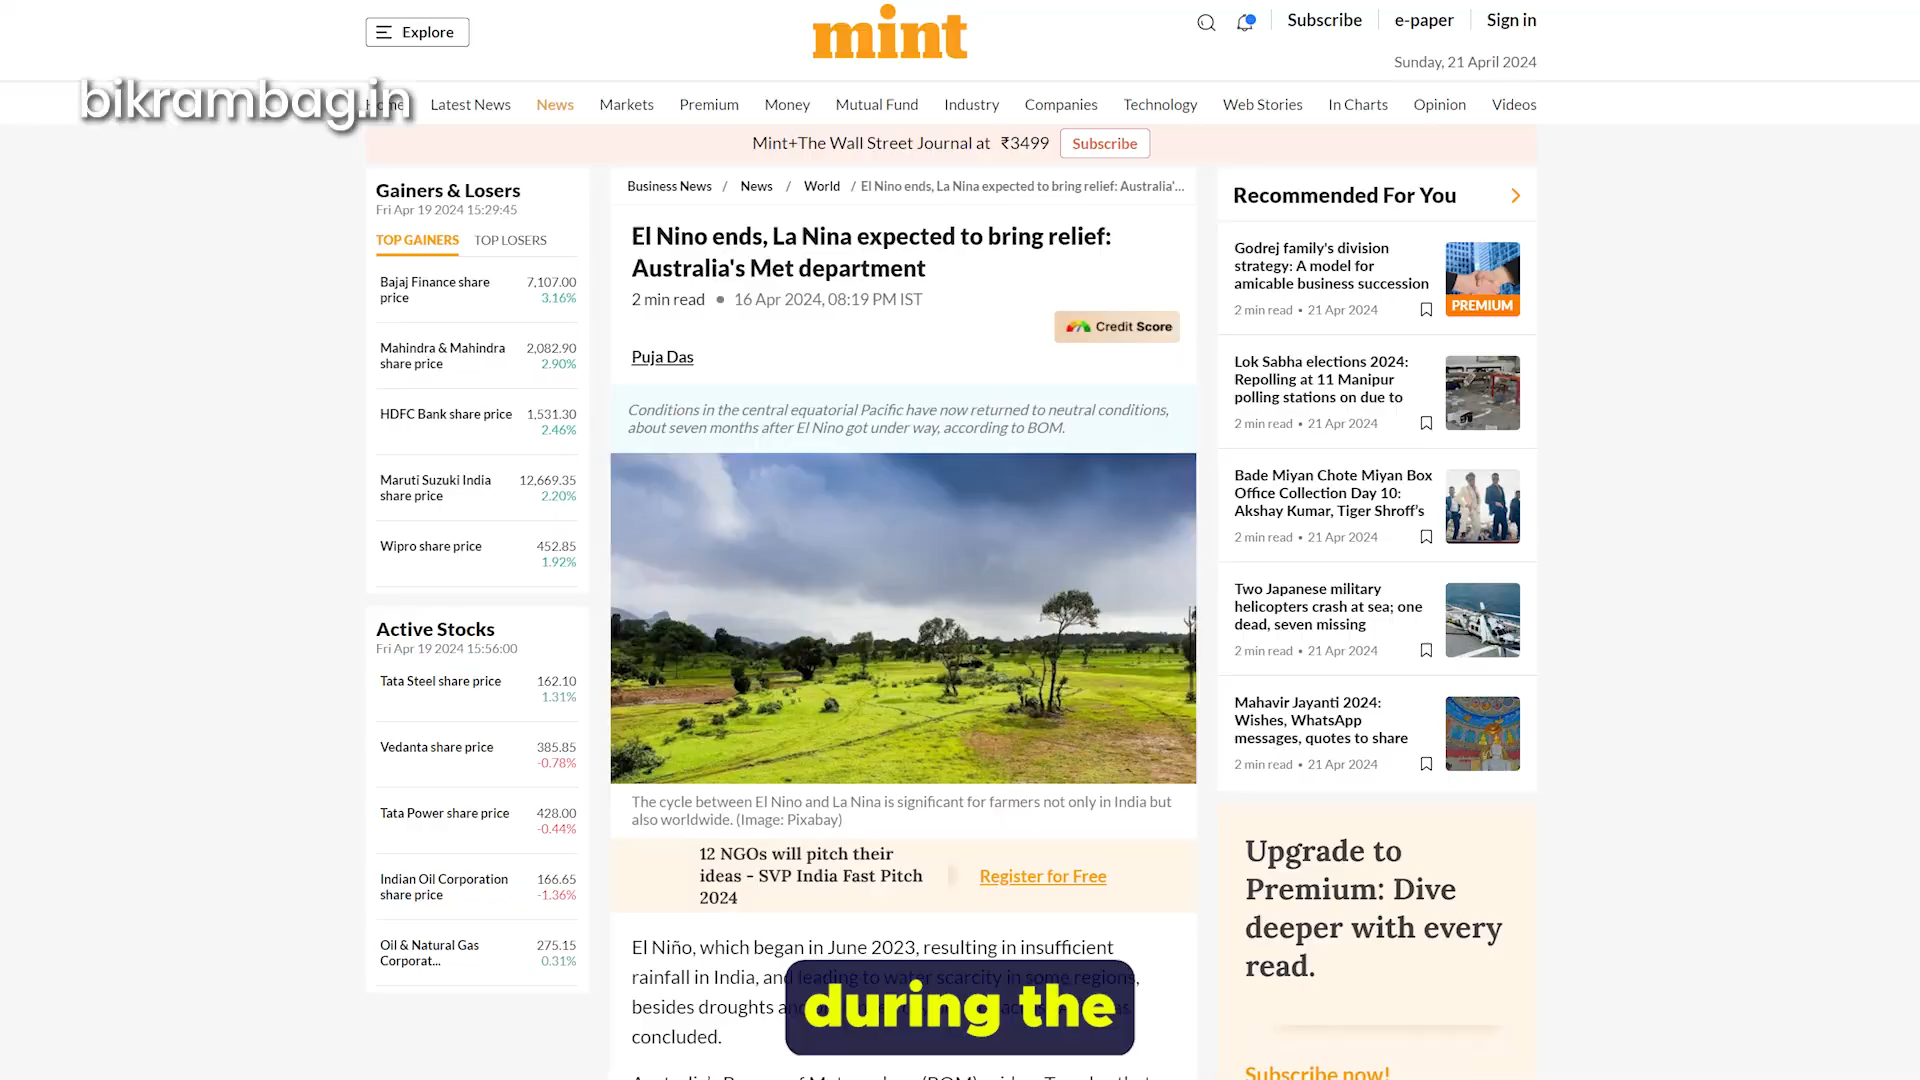 Explore
mint
Subscribe
e-paper
Sign in
Sunday, 21 April 2024
bikrambag.in
Latest News
News
Markets
Premium
Money
Mutual Fund
Industry
Companies
Technology
Web Stories
In Charts
Opinion
Videos
Mint+The Wall Street Journal at ₹3499
Subscribe
Gainers & Losers
Fri Apr 19 2024 15:29:45
TOP GAINERS
TOP LOSERS
Bajaj Finance share 7,107.00
price 3.16%
Mahindra & Mahindra 2,082.90
share price 2.90%
HDFC Bank share price 1,531.30
2.46%
Maruti Suzuki India 12,669.35
share price 2.20%
Wipro share price 452.85
1.92%
Active Stocks
Fri Apr 19 2024 15:56:00
Tata Steel share price 162.10
1.31%
Vedanta share price 385.85
-0.78%
Tata Power share price 428.00
-0.44%
Indian Oil Corporation 166.65
share price -1.36%
Oil & Natural Gas 275.15
Corporat... 0.31%
Business News / News / World / El Nino ends, La Nina expected to bring relief: Australia'...
El Nino ends, La Nina expected to bring relief:
Australia's Met department
2 min read • 16 Apr 2024, 08:19 PM IST
Credit Score
Puja Das
Conditions in the central equatorial Pacific have now returned to neutral conditions,
about seven months after El Nino got under way, according to BOM.
The cycle between El Nino and La Nina is significant for farmers not only in India but
also worldwide. (Image: Pixabay)
12 NGOs will pitch their
ideas - SVP India Fast Pitch
2024
Register for Free
El Niño, which began in June 2023, resulting in insufficient
rainfall in India, and leading to water scarcity in some regions,
besides droughts
concluded.
during the
Recommended For You
Godrej family's division
strategy: A model for
amicable business succession
2 min read • 21 Apr 2024
PREMIUM
Lok Sabha elections 2024:
Repolling at 11 Manipur
polling stations on due to
2 min read • 21 Apr 2024
Bade Miyan Chote Miyan Box
Office Collection Day 10:
Akshay Kumar, Tiger Shroff's
2 min read • 21 Apr 2024
Two Japanese military
helicopters crash at sea; one
dead, seven missing
2 min read • 21 Apr 2024
Mahavir Jayanti 2024:
Wishes, WhatsApp
messages, quotes to share
2 min read • 21 Apr 2024
Upgrade to
Premium: Dive
deeper with every
read.
Subscribe now!